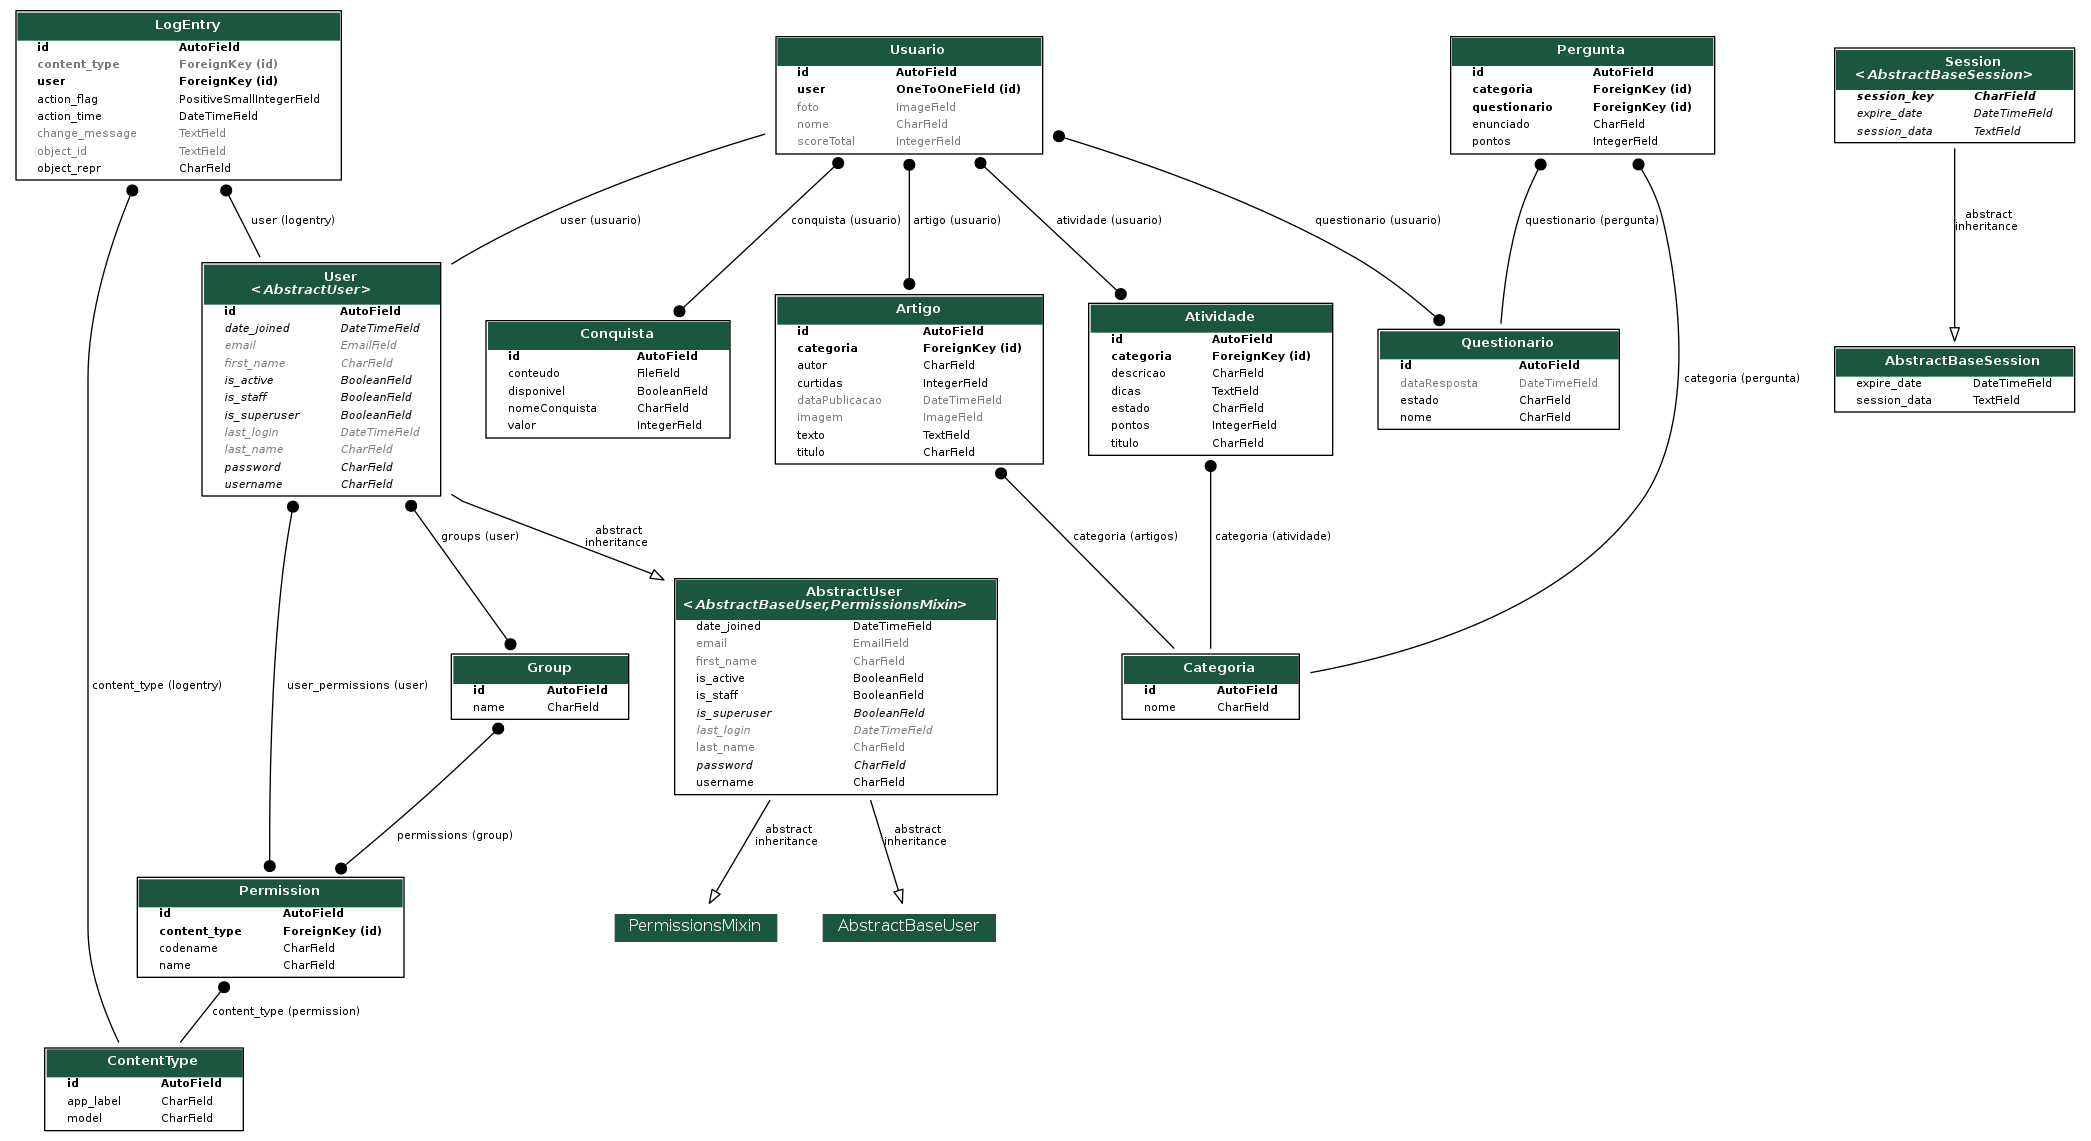 LogEntry
id AutoField
content_type ForeignKey (id)
user ForeignKey (id)
action_flag PositiveSmallIntegerField
action_time DateTimeField
change_message TextField
object_id TextField
object_repr CharField
Usuario
id AutoField
user OneToOneField (id)
foto ImageField
nome CharField
scoreTotal IntegerField
Pergunta
id AutoField
categoria ForeignKey (id)
questionario ForeignKey (id)
enunciado CharField
pontos IntegerField
Session
<AbstractBaseSession>
session_key CharField
expire_date DateTimeField
session_data TextField
user (logentry)
user (usuario)
conquista (usuario)
artigo (usuario)
atividade (usuario)
questionario (usuario)
questionario (pergunta)
abstract
inheritance
User
<AbstractUser>
id AutoField
date_joined DateTimeField
email EmailField
first_name CharField
is_active BooleanField
is_staff BooleanField
is_superuser BooleanField
last_login DateTimeField
last_name CharField
password CharField
username CharField
Conquista
id AutoField
conteudo FileField
disponivel BooleanField
nomeConquista CharField
valor IntegerField
Artigo
id AutoField
categoria ForeignKey (id)
autor CharField
curtidas IntegerField
dataPublicacao DateTimeField
imagem ImageField
texto TextField
titulo CharField
Atividade
id AutoField
categoria ForeignKey (id)
descricao CharField
dicas TextField
estado CharField
pontos IntegerField
titulo CharField
Questionario
id AutoField
dataResposta DateTimeField
estado CharField
nome CharField
categoria (pergunta)
AbstractBaseSession
expire_date DateTimeField
session_data TextField
groups (user)
abstract
inheritance
categoria (artigos)
categoria (atividade)
AbstractUser
<AbstractBaseUser,PermissionsMixin>
date_joined DateTimeField
email EmailField
first_name CharField
is_active BooleanField
is_staff BooleanField
is_superuser BooleanField
last_login DateTimeField
last_name CharField
password CharField
username CharField
content_type (logentry)
user_permissions (user)
Group
id AutoField
name CharField
Categoria
id AutoField
nome CharField
permissions (group)
abstract
inheritance
abstract
inheritance
Permission
id AutoField
content_type ForeignKey (id)
codename CharField
name CharField
PermissionsMixin
AbstractBaseUser
content_type (permission)
ContentType
id AutoField
app_label CharField
model CharField